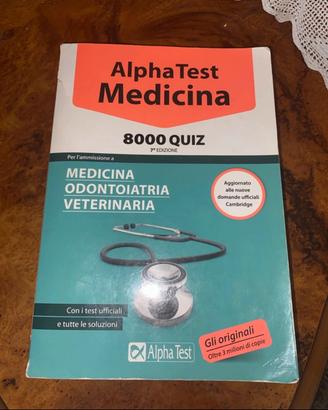 AlphaTest
Medicina
8000 QUIZ
7ª EDIZIONE
Per l'ammissione a
MEDICINA
ODONTOIATRIA
VETERINARIA
Aggiornato
alle nuove
domande ufficiali
Cambridge
Con i test ufficiali
e tutte le soluzioni
Gli originali
Oltre 3 milioni di copie
Alpha Test